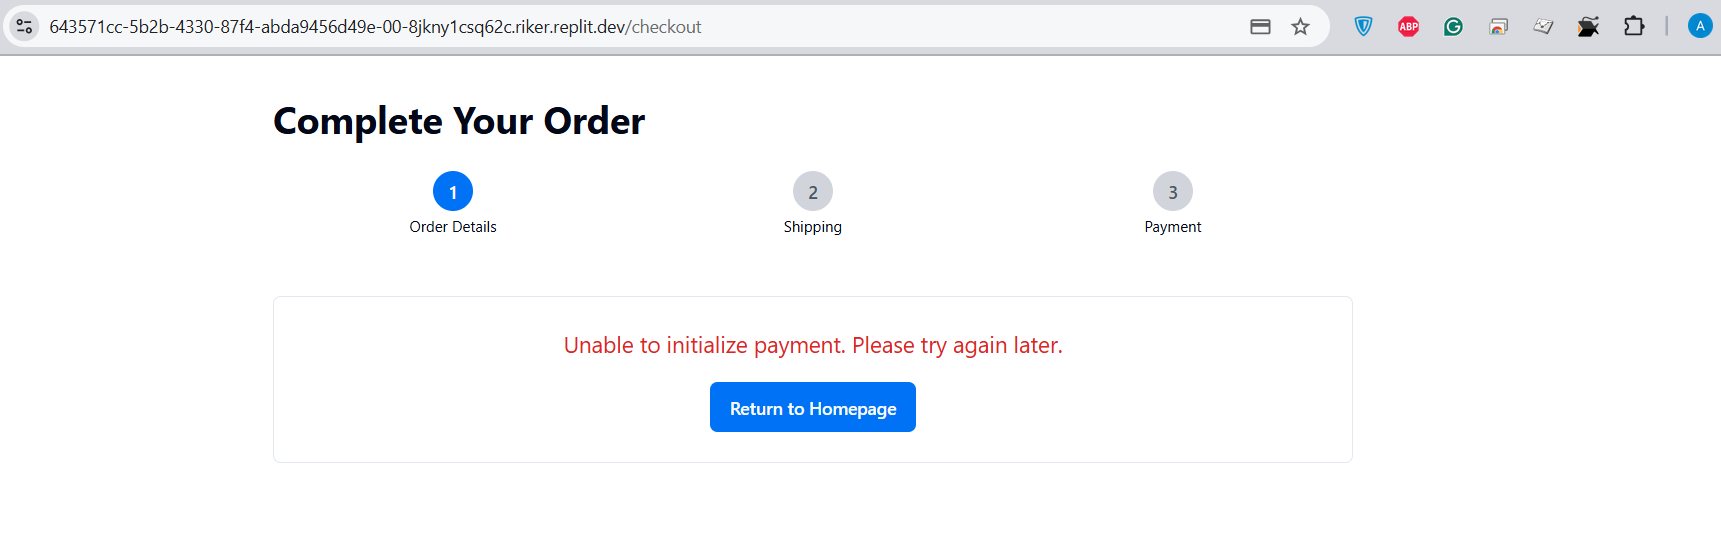 643571cc-5b2b-4330-87f4-abda9456d49e-00-8jkny1csq62c.riker.replit.dev/checkout
ABP
G
A
Complete Your Order
1
2
3
Order Details
Shipping
Payment
Unable to initialize payment. Please try again later.
Return to Homepage